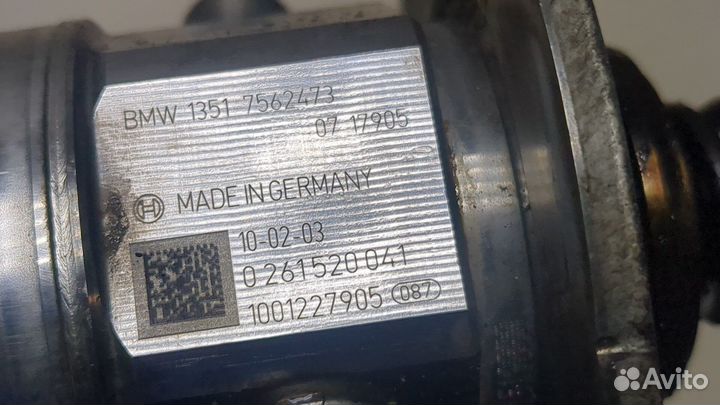 BMW 1351 7562473
07 17905
MADE IN GERMANY
10-02-03
0 261 520 041
1001227905 087
Avito